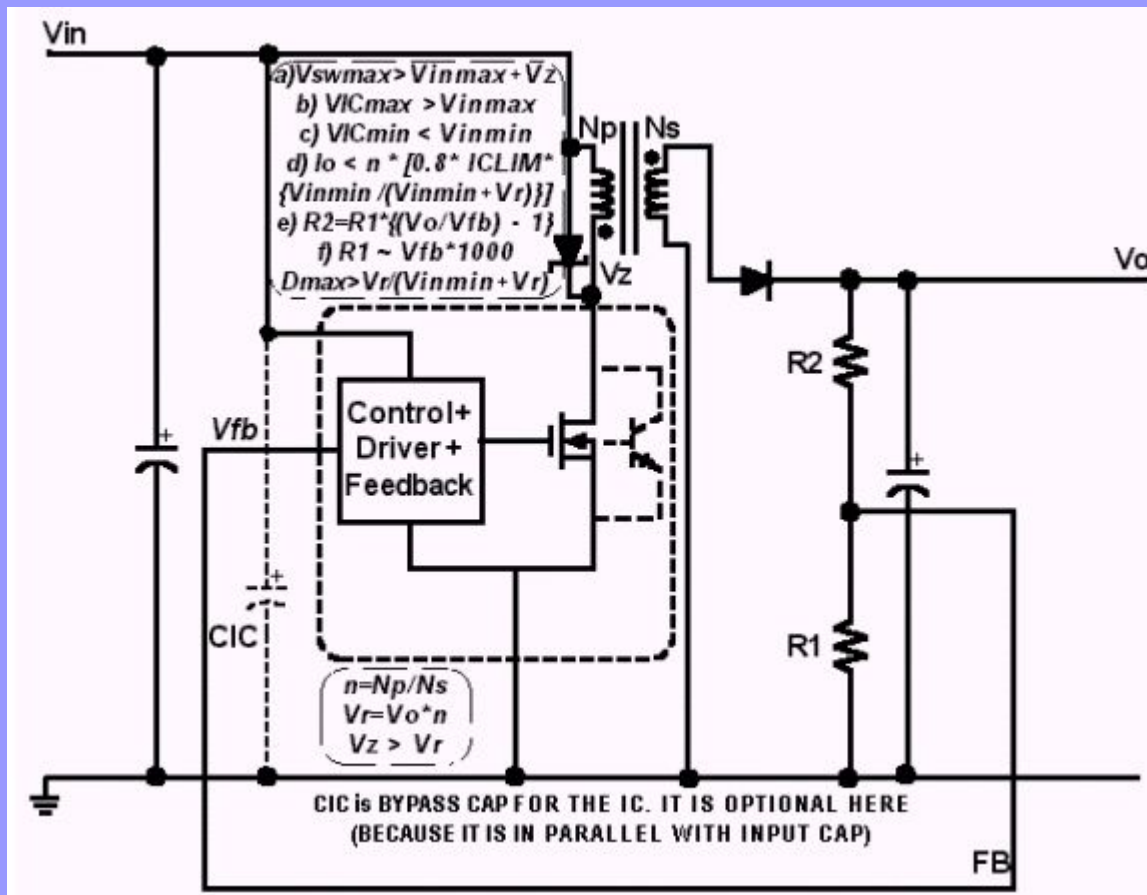 Vin
a)Vswmax>Vinmax+Vz
b) VICmax >Vinmax
c) VICmin < Vinmin
d) Io < n * [0.8* ICLIM*
{Vinmin /(Vinmin+Vr)}]
e) R2=R1*{(Vo/Vfb) - 1}
f) R1 ~ Vfb*1000
Dmax>Vr/(Vinmin+Vr)
Np
Ns
Vz
Vo
R2
Vfb
+
Control+
Driver+
Feedback
+
+
CIC
R1
n=Np/Ns
Vr=Vo*n
Vz > Vr
CIC is BYPASS CAP FOR THE IC. IT IS OPTIONAL HERE
(BECAUSE IT IS IN PARALLEL WITH INPUT CAP)
FB